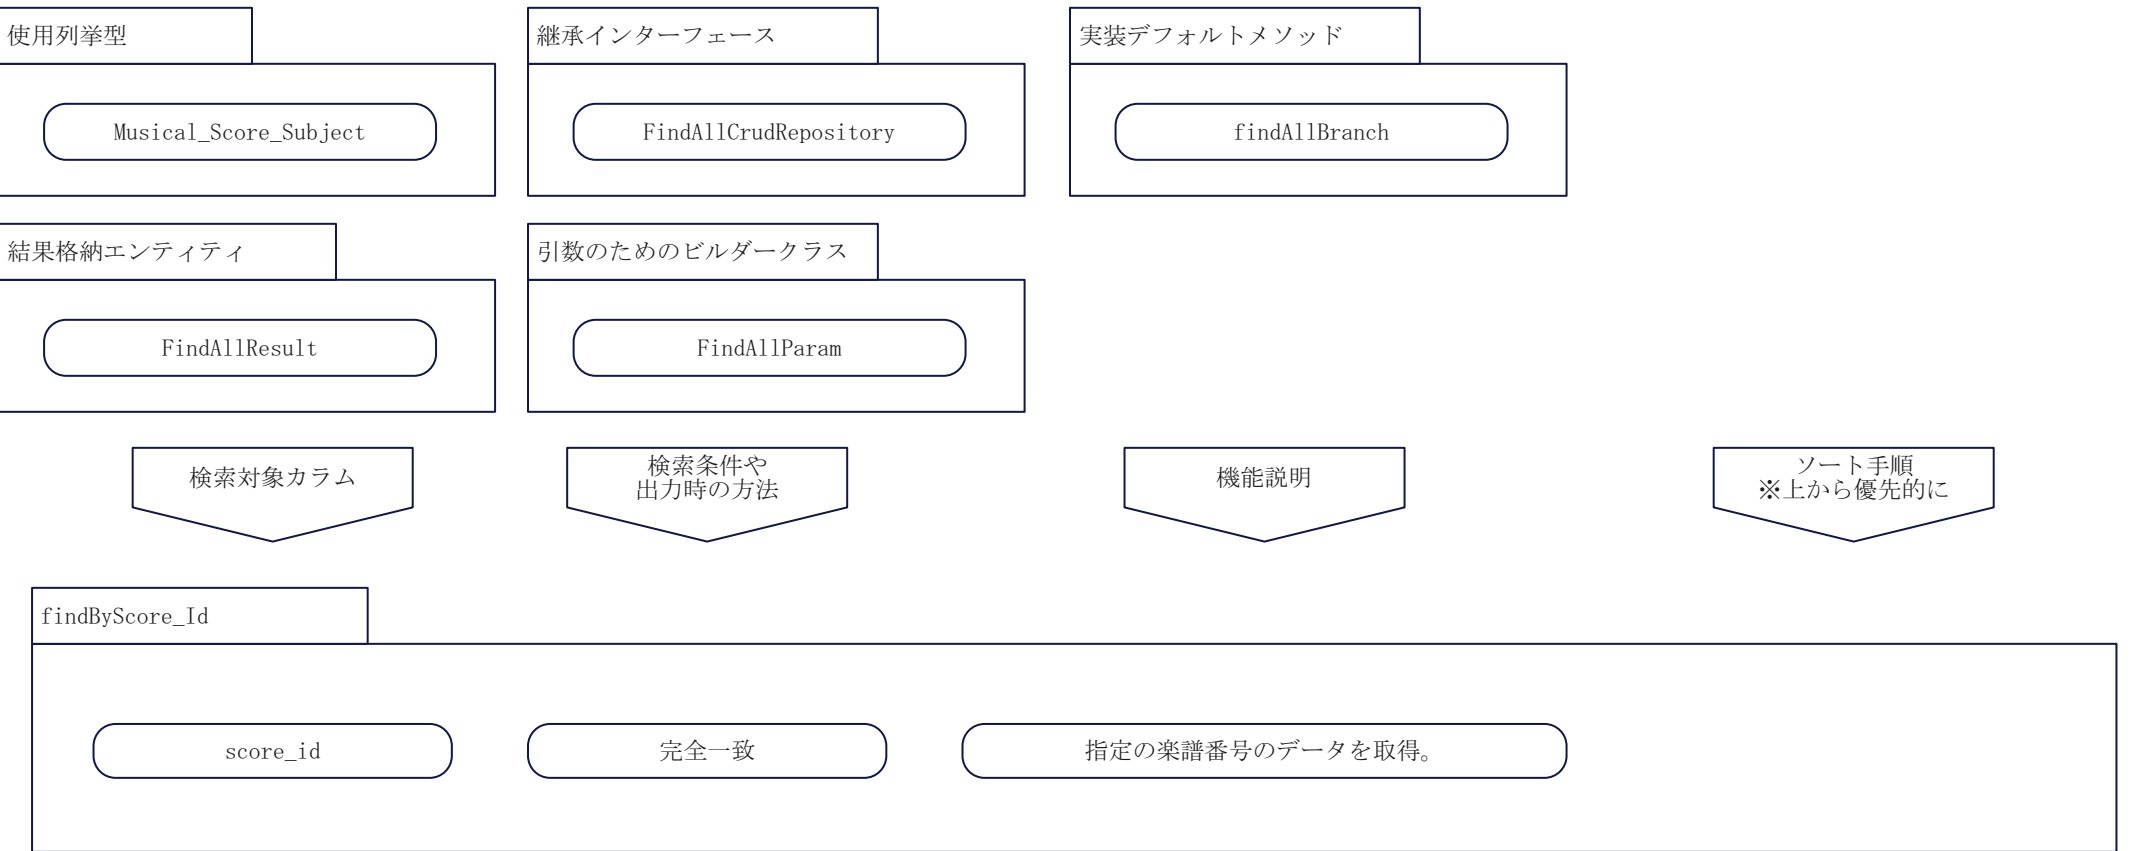 使用列挙型
継承インターフェース
実装デフォルトメソッド
Musical_Score_Subject
FindAllCrudRepository
findAllBranch
結果格納エンティティ
引数のためのビルダークラス
FindAllResult
FindAllParam
検索対象カラム
検索条件や
出力時の方法
機能説明
ソート手順
※上から優先的に
findByScore_Id
score_id
完全一致
指定の楽譜番号のデータを取得。